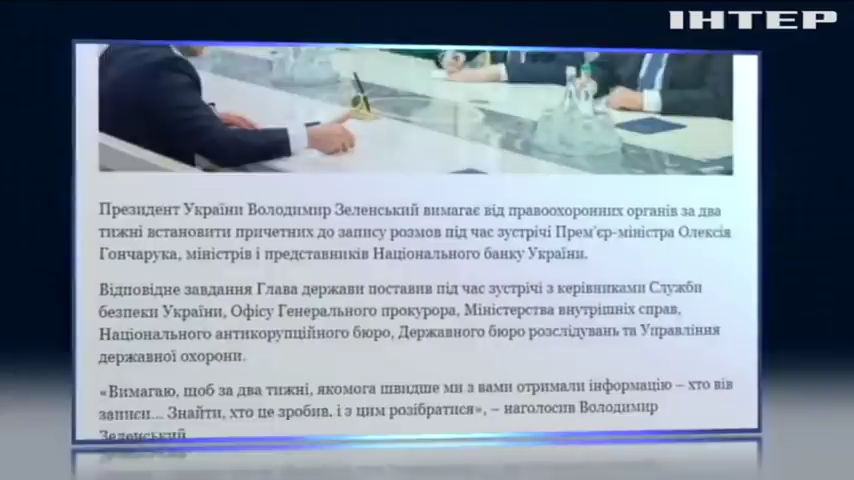 ІНТЕР
Президент України Володимир Зеленський вимагає від правоохоронних органів за два
тижні встановити причетних до запису розмов під час зустрічі Прем'єр-міністра Олексія
Гончарука, міністрів і представників Національного банку України.
Відповідне завдання Глава держави поставив під час зустрічі з керівниками Служби
безпеки України, Офісу Генерального прокурора, Міністерства внутрішніх справ,
Національного антикорупційного бюро, Державного бюро розслідувань та Управління
державної охорони.
«Вимагаю, щоб за два тижні, якомога швидше ми з вами отримали інформацію – хто вів
записи... Знайти, хто це зробив, і з цим розібратися», – наголосив Володимир
Зеленський